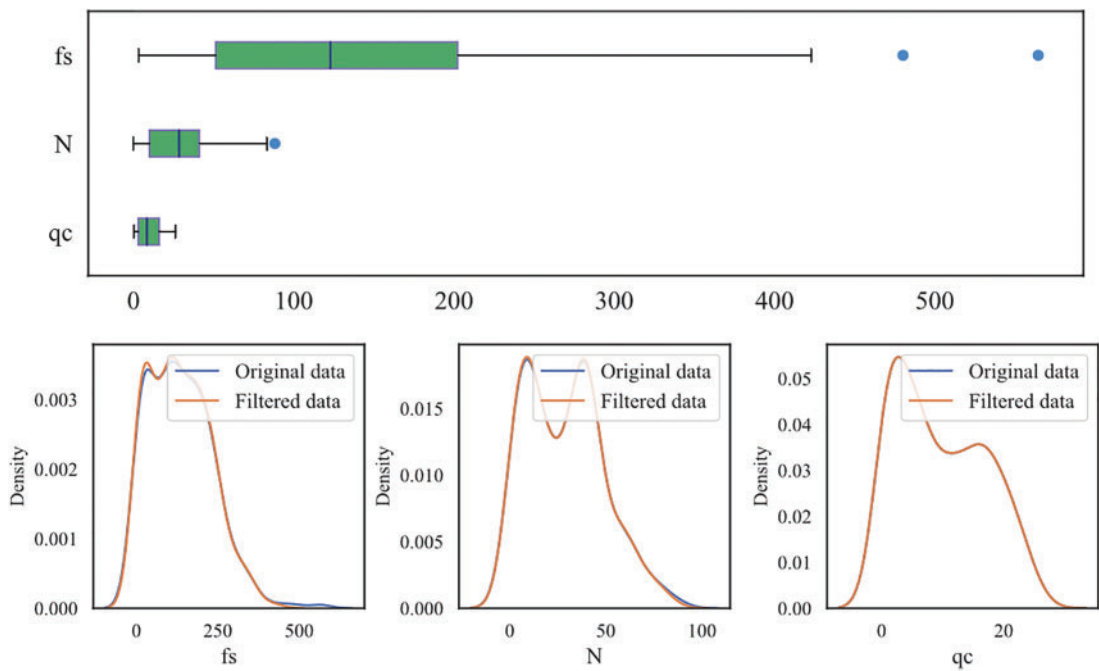 fs
N
qc
0 100 200 300 400 500
Original data
Filtered data
Density
0.003
0.002
0.001
0.000
0 250 500
fs
Original data
Filtered data
Density
0.015
0.010
0.005
0.000
0 50 100
N
Original data
Filtered data
Density
0.05
0.04
0.03
0.02
0.01
0.00
0 20
qc